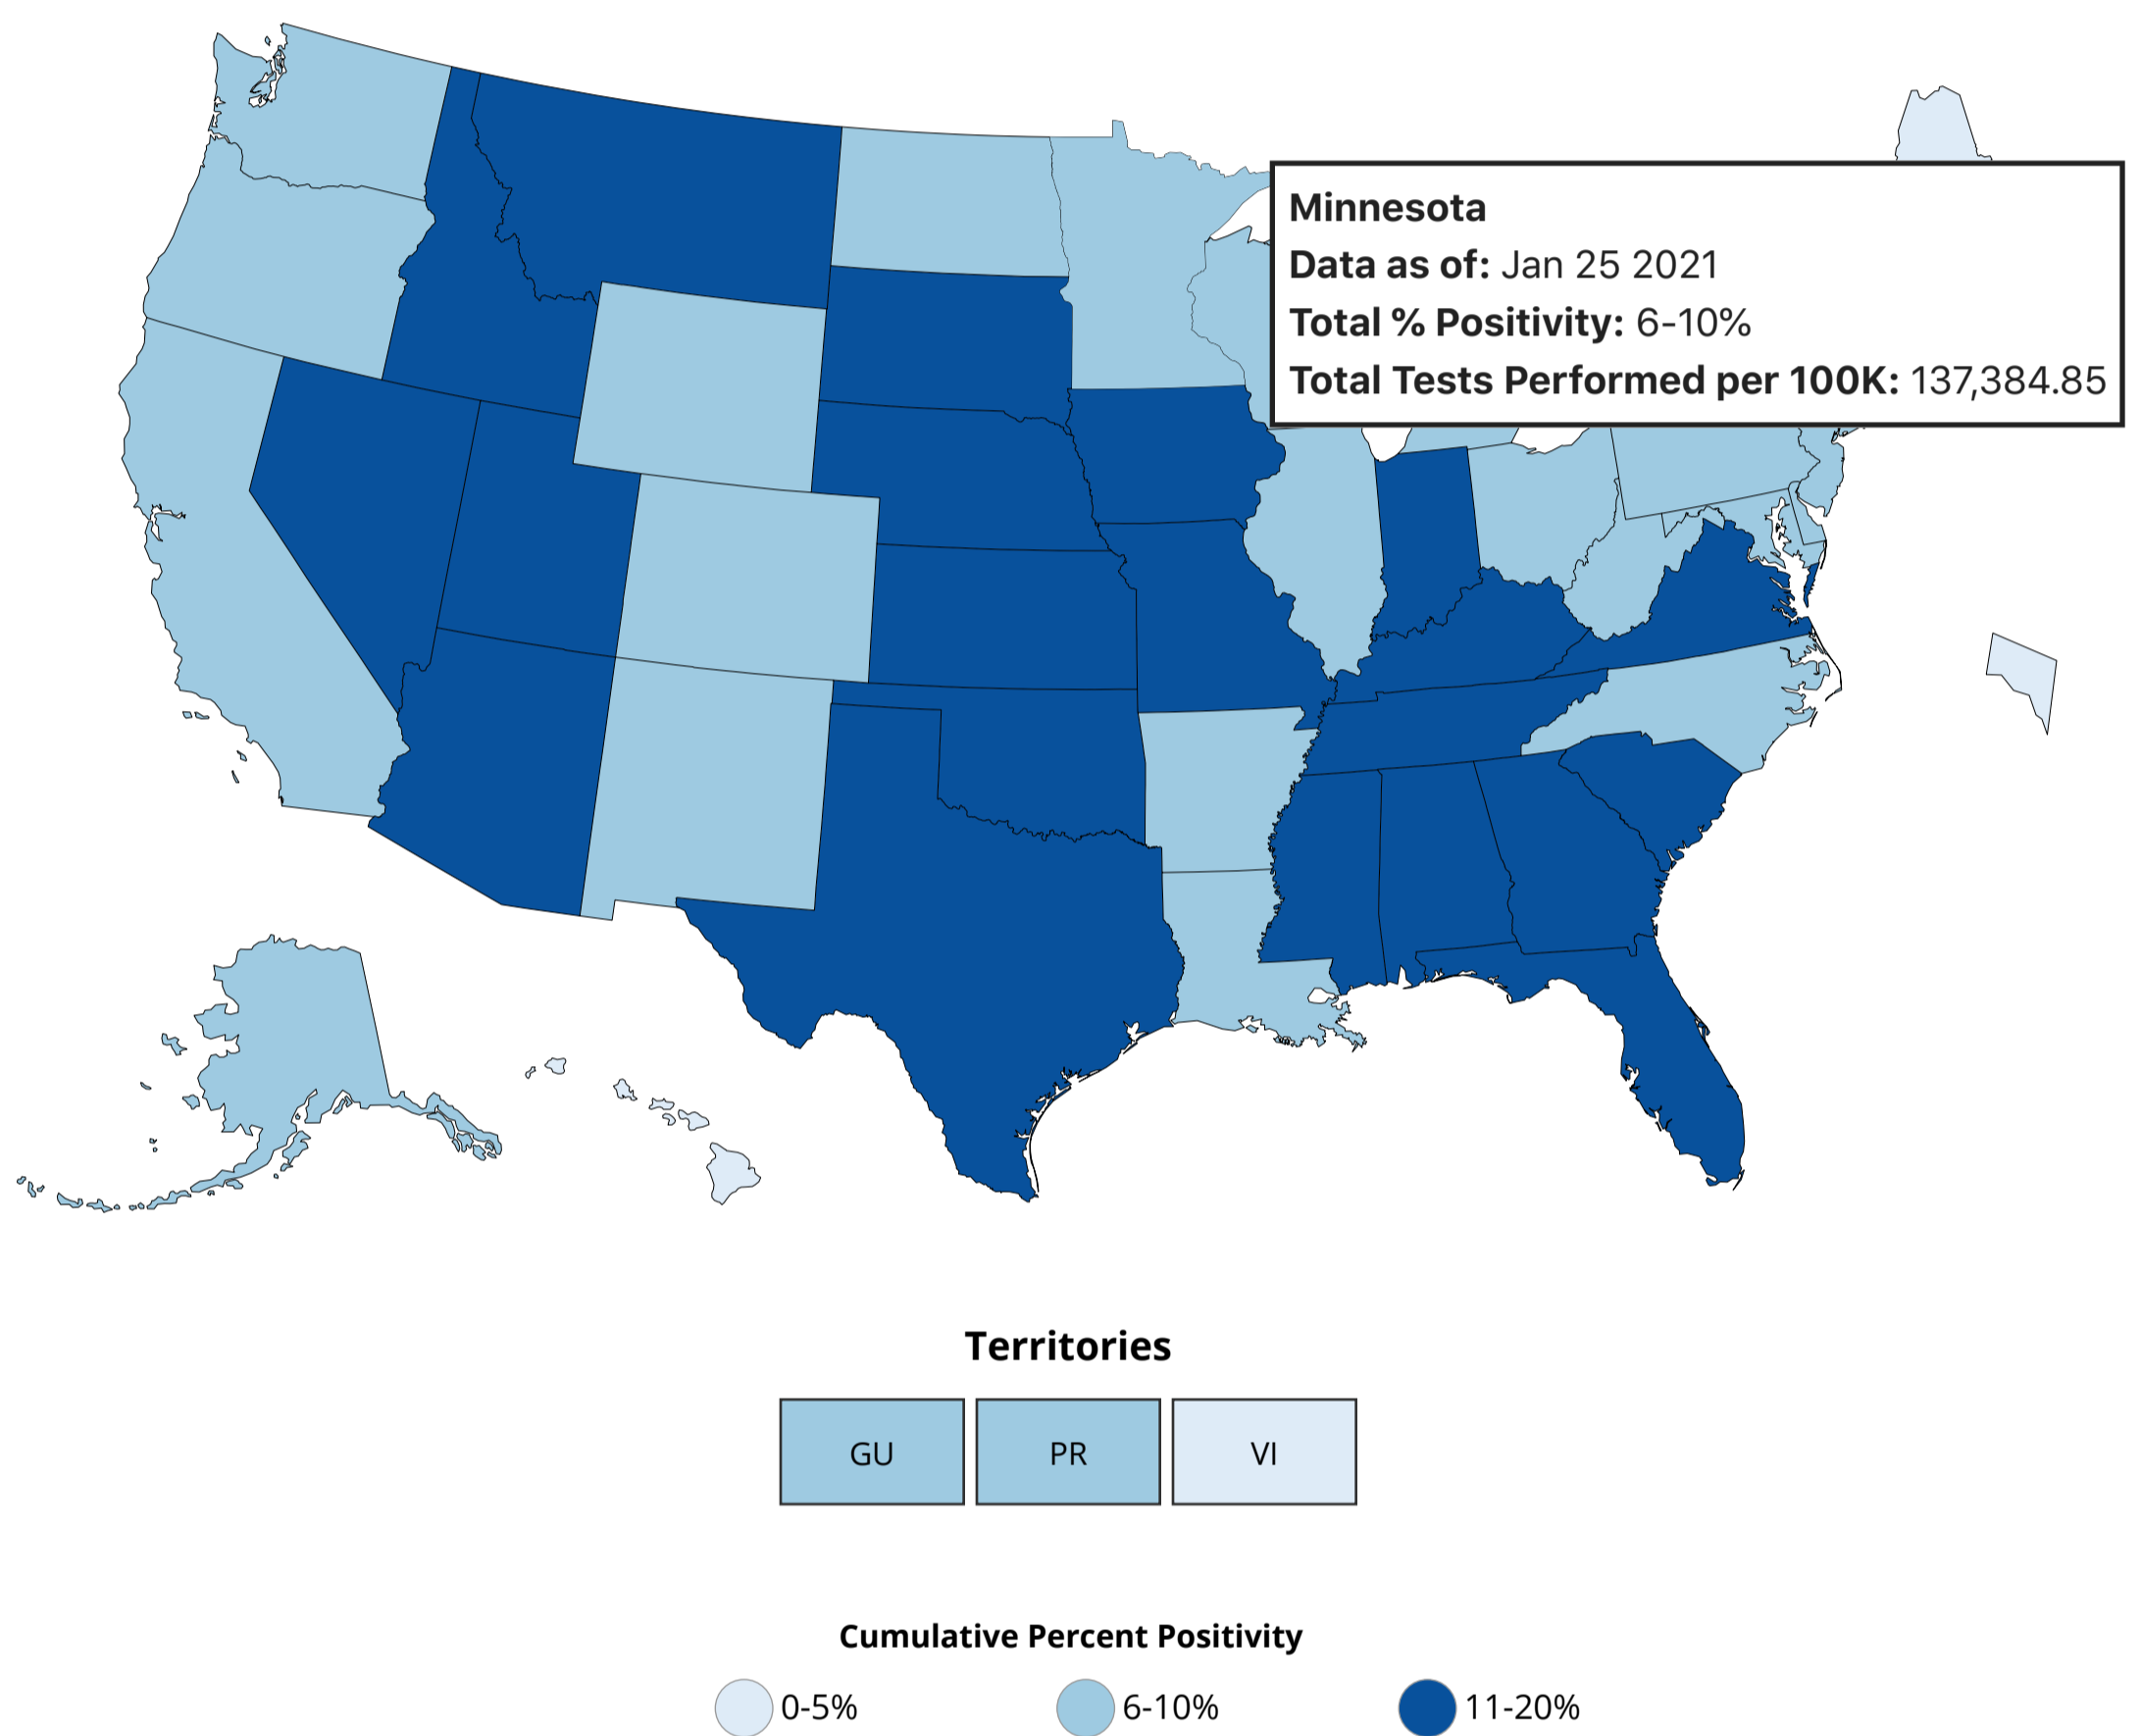 Minnesota
Data as of: Jan 25 2021
Total % Positivity: 6-10%
Total Tests Performed per 100K: 137,384.85
Territories
GU PR VI
Cumulative Percent Positivity
0-5% 6-10% 11-20%